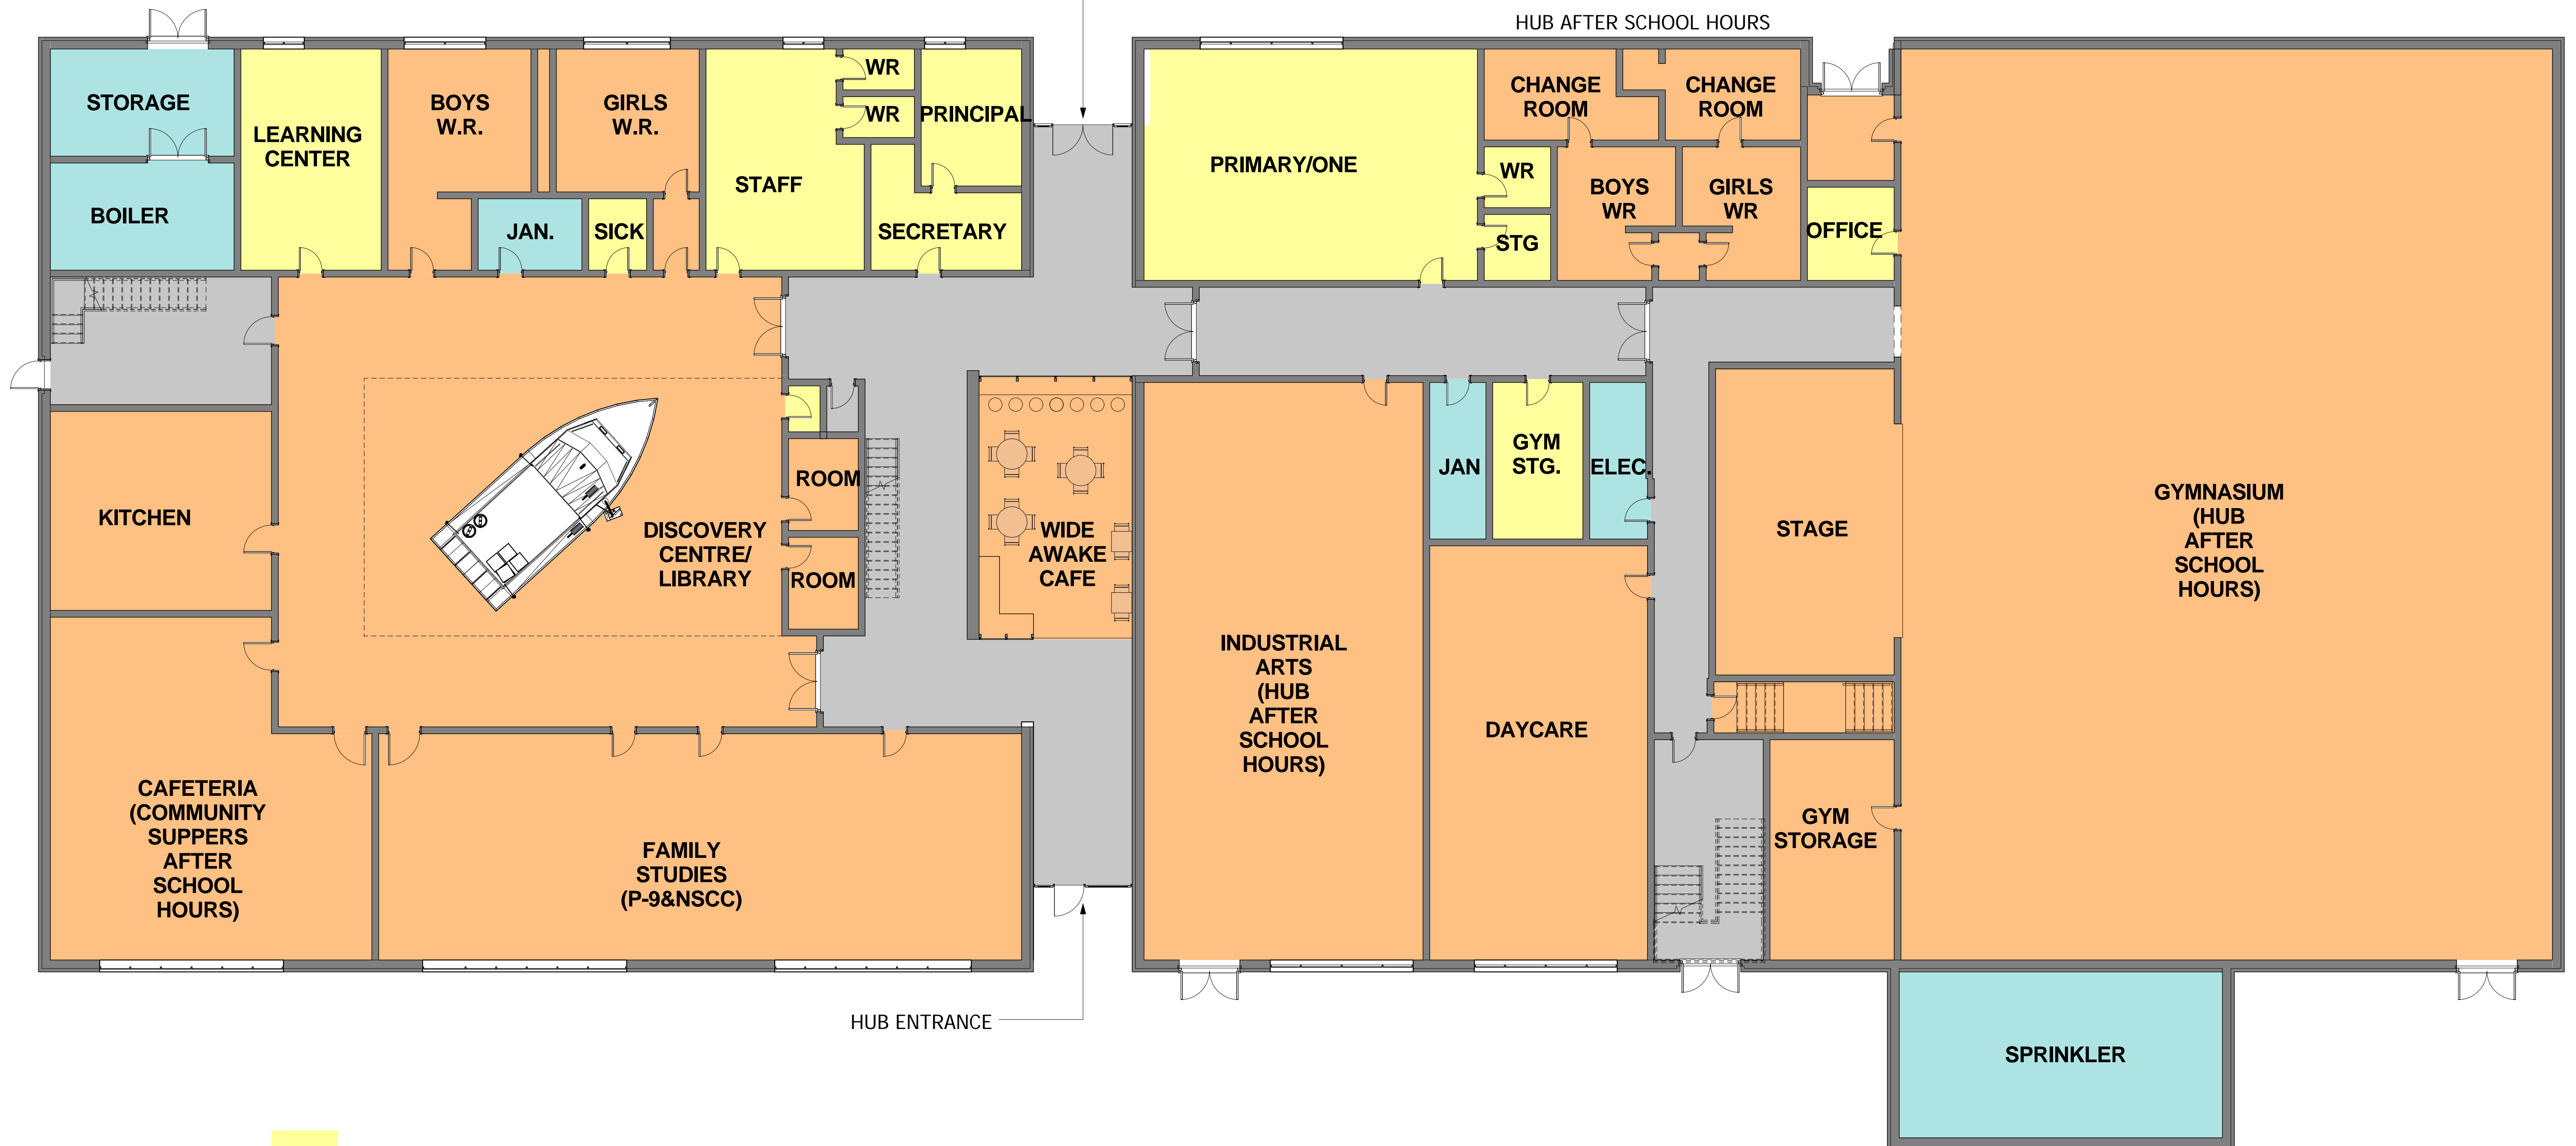 HUB AFTER SCHOOL HOURS
STORAGE
LEARNING
CENTER
BOYS
W.R.
GIRLS
W.R.
STAFF
WR
WR
PRINCIPAL
BOILER
JAN.
SICK
SECRETARY
PRIMARY/ONE
CHANGE
ROOM
CHANGE
ROOM
WR
STG
BOYS
WR
GIRLS
WR
OFFICE
KITCHEN
DISCOVERY
CENTRE/
LIBRARY
ROOM
ROOM
WIDE
AWAKE
CAFE
INDUSTRIAL
ARTS
(HUB
AFTER
SCHOOL
HOURS)
JAN
GYM
STG.
ELEC.
STAGE
GYMNASIUM
(HUB
AFTER
SCHOOL
HOURS)
CAFETERIA
(COMMUNITY
SUPPERS
AFTER
SCHOOL
HOURS)
FAMILY
STUDIES
(P-9&NSCC)
DAYCARE
GYM
STORAGE
HUB ENTRANCE
SPRINKLER